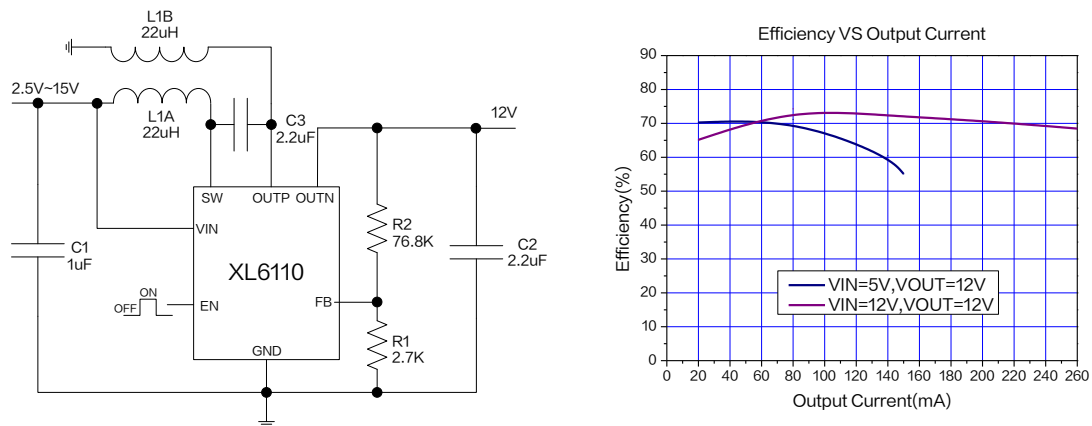 L1B
22uH
2.5V~15V
L1A
22uH
C3
2.2uF
12V
SW
OUTP
OUTN
VIN
R2
76.8K
C1
1uF
C2
2.2uF
XL6110
ON
OFF
EN
FB
R1
2.7K
GND
Efficiency VS Output Current
Efficiency(%)
90
80
70
60
50
40
30
20
10
0
VIN=5V,VOUT=12V
VIN=12V,VOUT=12V
0 20 40 60 80 100 120 140 160 180 200 220 240 260
Output Current(mA)